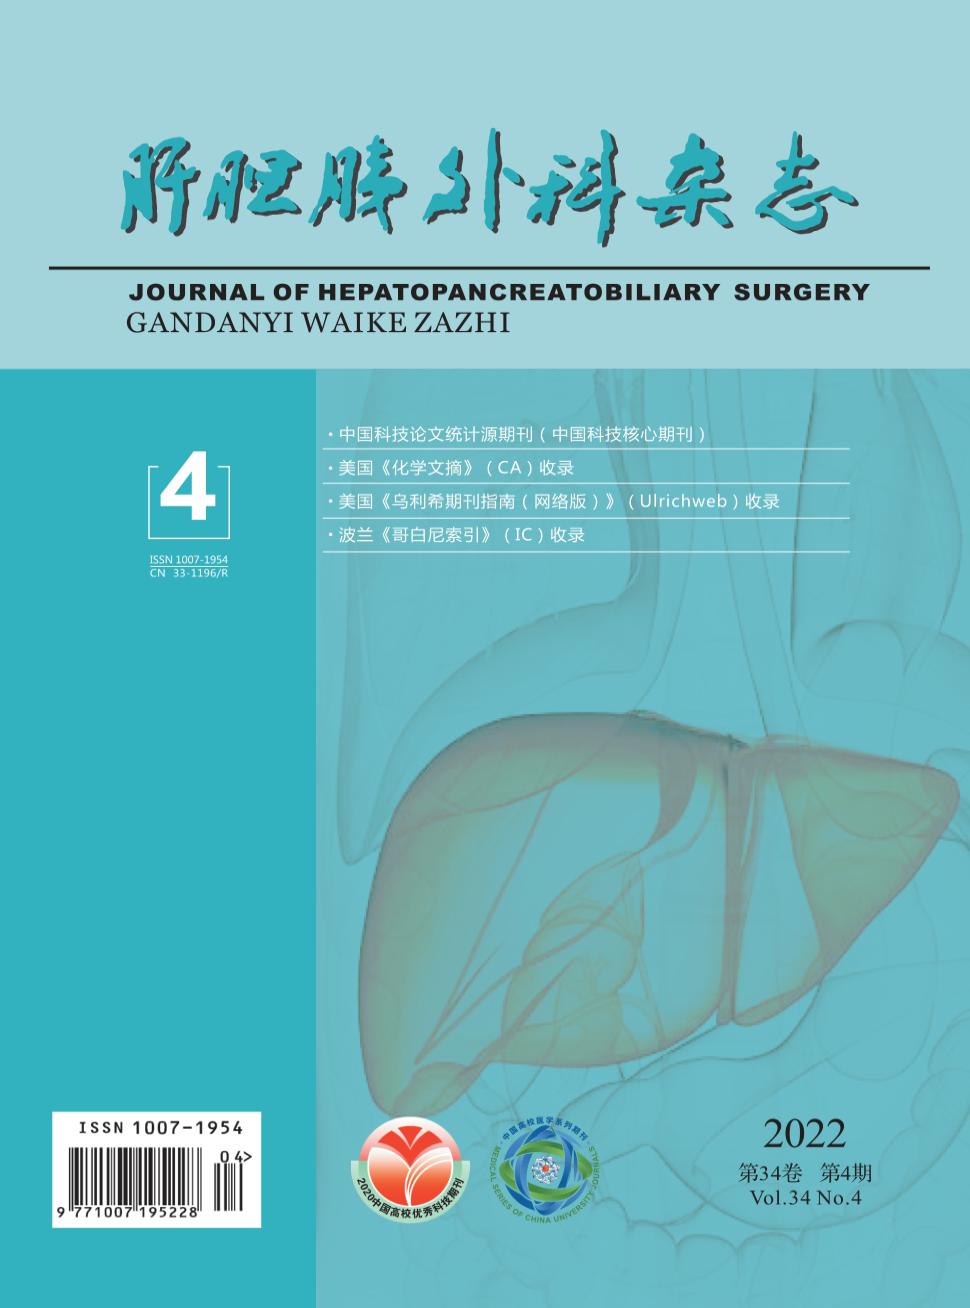 肝胆胰外科杂志
JOURNAL OF HEPATOPANCREATOBILIARY SURGERY
GANDANYI WAIKE ZAZHI
·中国科技论文统计源期刊（中国科技核心期刊）
·美国《化学文摘》（CA）收录
·美国《乌利希期刊指南（网络版）》（Ulrichweb）收录
·波兰《哥白尼索引》（IC）收录
4
ISSN 1007-1954
CN 33-1196/R
ISSN 1007-1954
04>
9 771007 195228
2020中国高校优秀科技期刊
·中国高校医学系列期刊·
MEDICAL SERIES OF CHINA UNIVERSITY JOURNALS
2022
第34卷 第4期
Vol.34 No.4